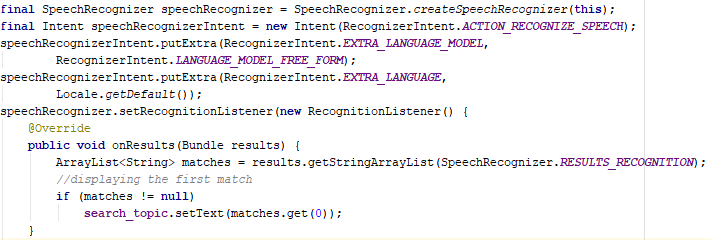 final SpeechRecognizer speechRecognizer = SpeechRecognizer.createSpeechRecognizer(this);
final Intent speechRecognizerIntent = new Intent(RecognizerIntent.ACTION_RECOGNIZE_SPEECH);
speechRecognizerIntent.putExtra(RecognizerIntent.EXTRA_LANGUAGE_MODEL,
        RecognizerIntent.LANGUAGE_MODEL_FREE_FORM);
speechRecognizerIntent.putExtra(RecognizerIntent.EXTRA_LANGUAGE,
        Locale.getDefault());
speechRecognizer.setRecognitionListener(new RecognitionListener() {
    @Override
    public void onResults(Bundle results) {
        ArrayList<String> matches = results.getStringArrayList(SpeechRecognizer.RESULTS_RECOGNITION);
        //displaying the first match
        if (matches != null)
            search_topic.setText(matches.get(0));
    }